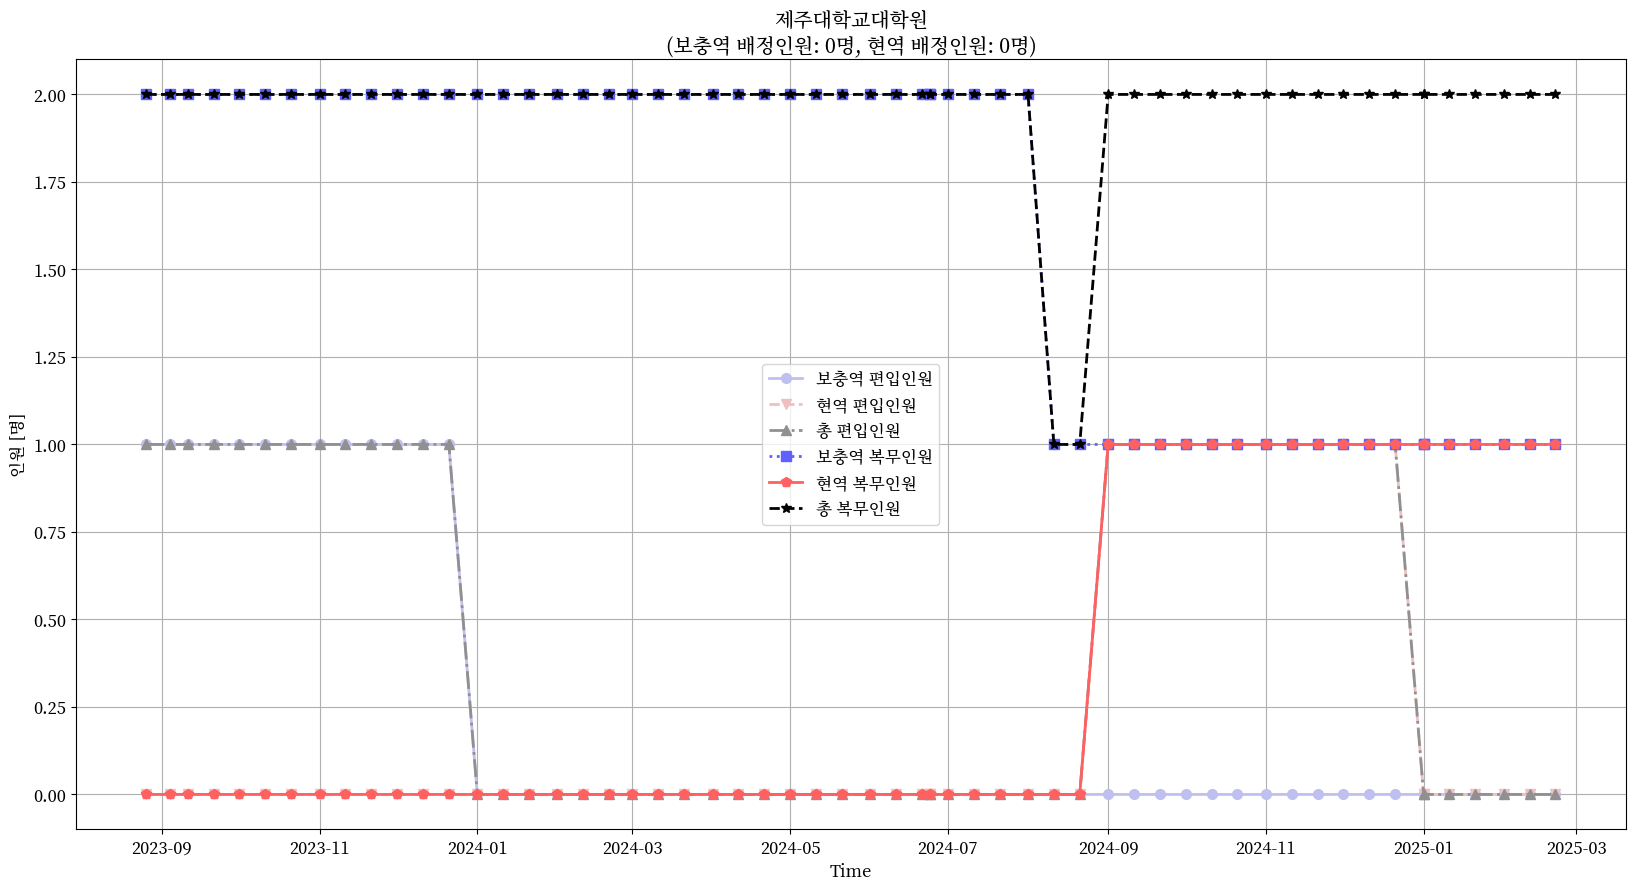 제주대학교대학원
(보충역 배정인원: 0명, 현역 배정인원: 0명)
2.00
1.75
1.50
1.25
1.00
0.75
0.50
0.25
0.00
인원 [명]
보충역 편입인원
현역 편입인원
총 편입인원
보충역 복무인원
현역 복무인원
총 복무인원
2023-09
2023-11
2024-01
2024-03
2024-05
2024-07
2024-09
2024-11
2025-01
2025-03
Time